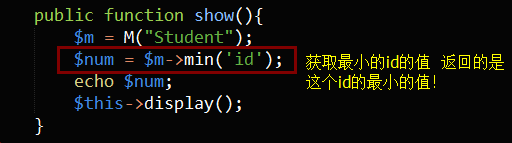 public function show(){
$m = M("Student");
$num = $m->min('id');
echo $num;
$this->display();
}
获取最小的id的值 返回的是
这个id的最小的值!